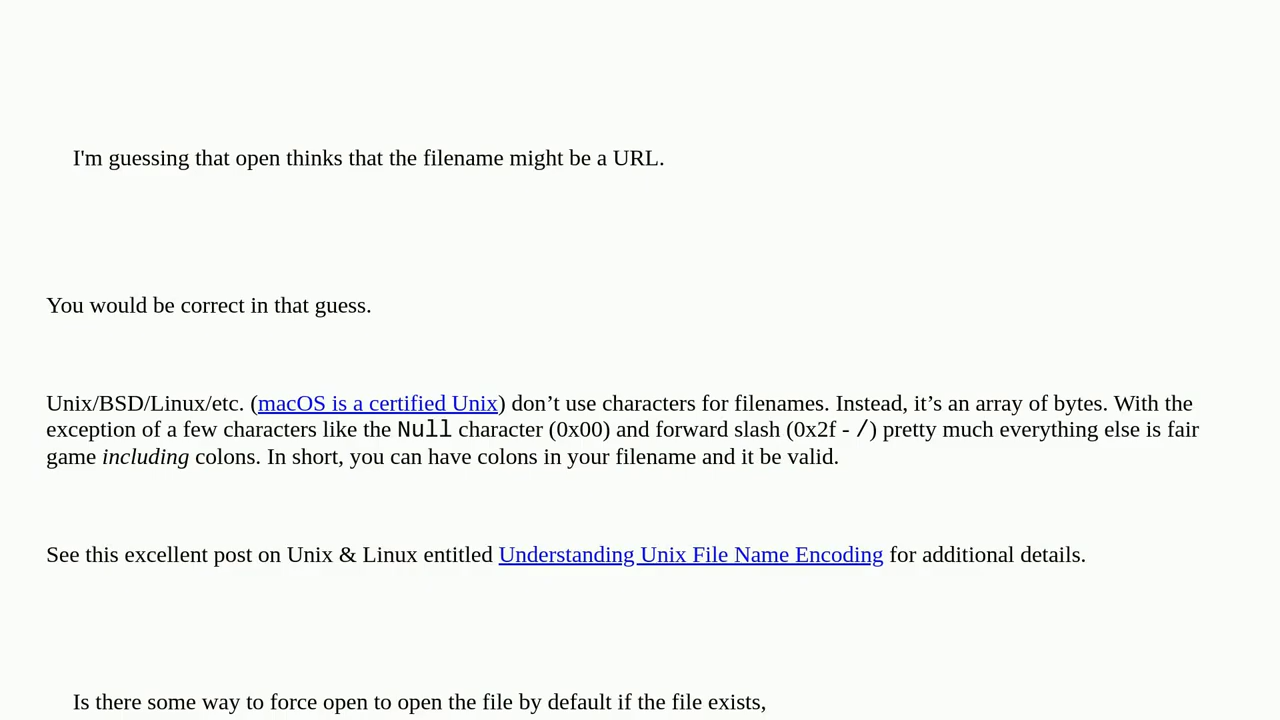 I'm guessing that open thinks that the filename might be a URL.
You would be correct in that guess.
Unix/BSD/Linux/etc. (macOS is a certified Unix) don’t use characters for filenames. Instead, it’s an array of bytes. With the
exception of a few characters like the Null character (0x00) and forward slash (0x2f - /) pretty much everything else is fair
game including colons. In short, you can have colons in your filename and it be valid.
See this excellent post on Unix & Linux entitled Understanding Unix File Name Encoding for additional details.
Is there some way to force open to open the file by default if the file exists,